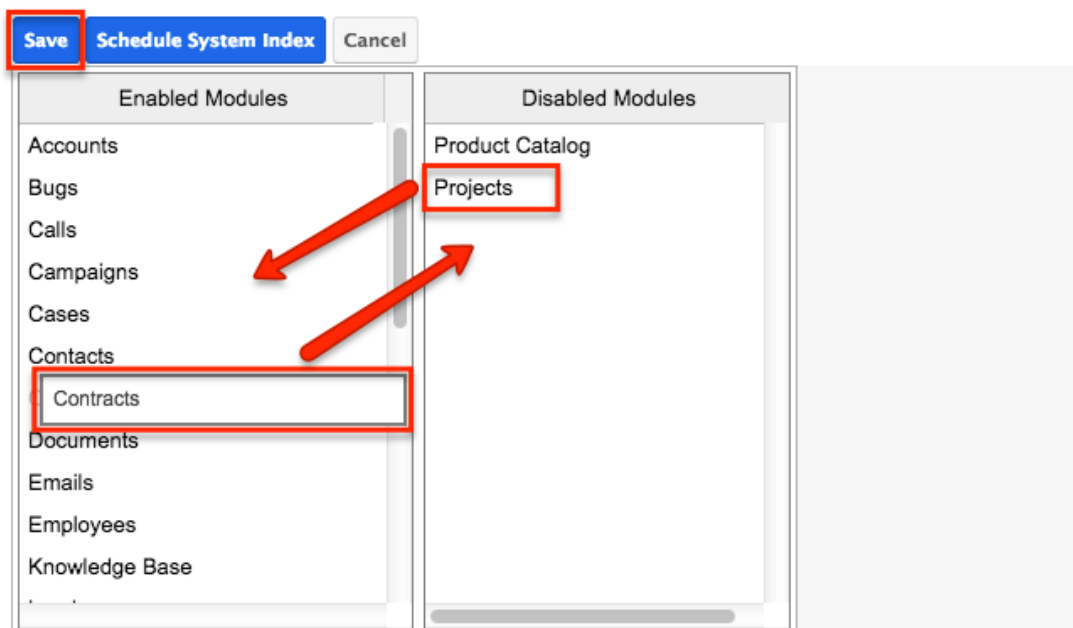 Save Schedule System Index Cancel
Enabled Modules Disabled Modules
Accounts Product Catalog
Bugs Projects
Calls
Campaigns
Cases
Contacts
Contracts
Documents
Emails
Employees
Knowledge Base